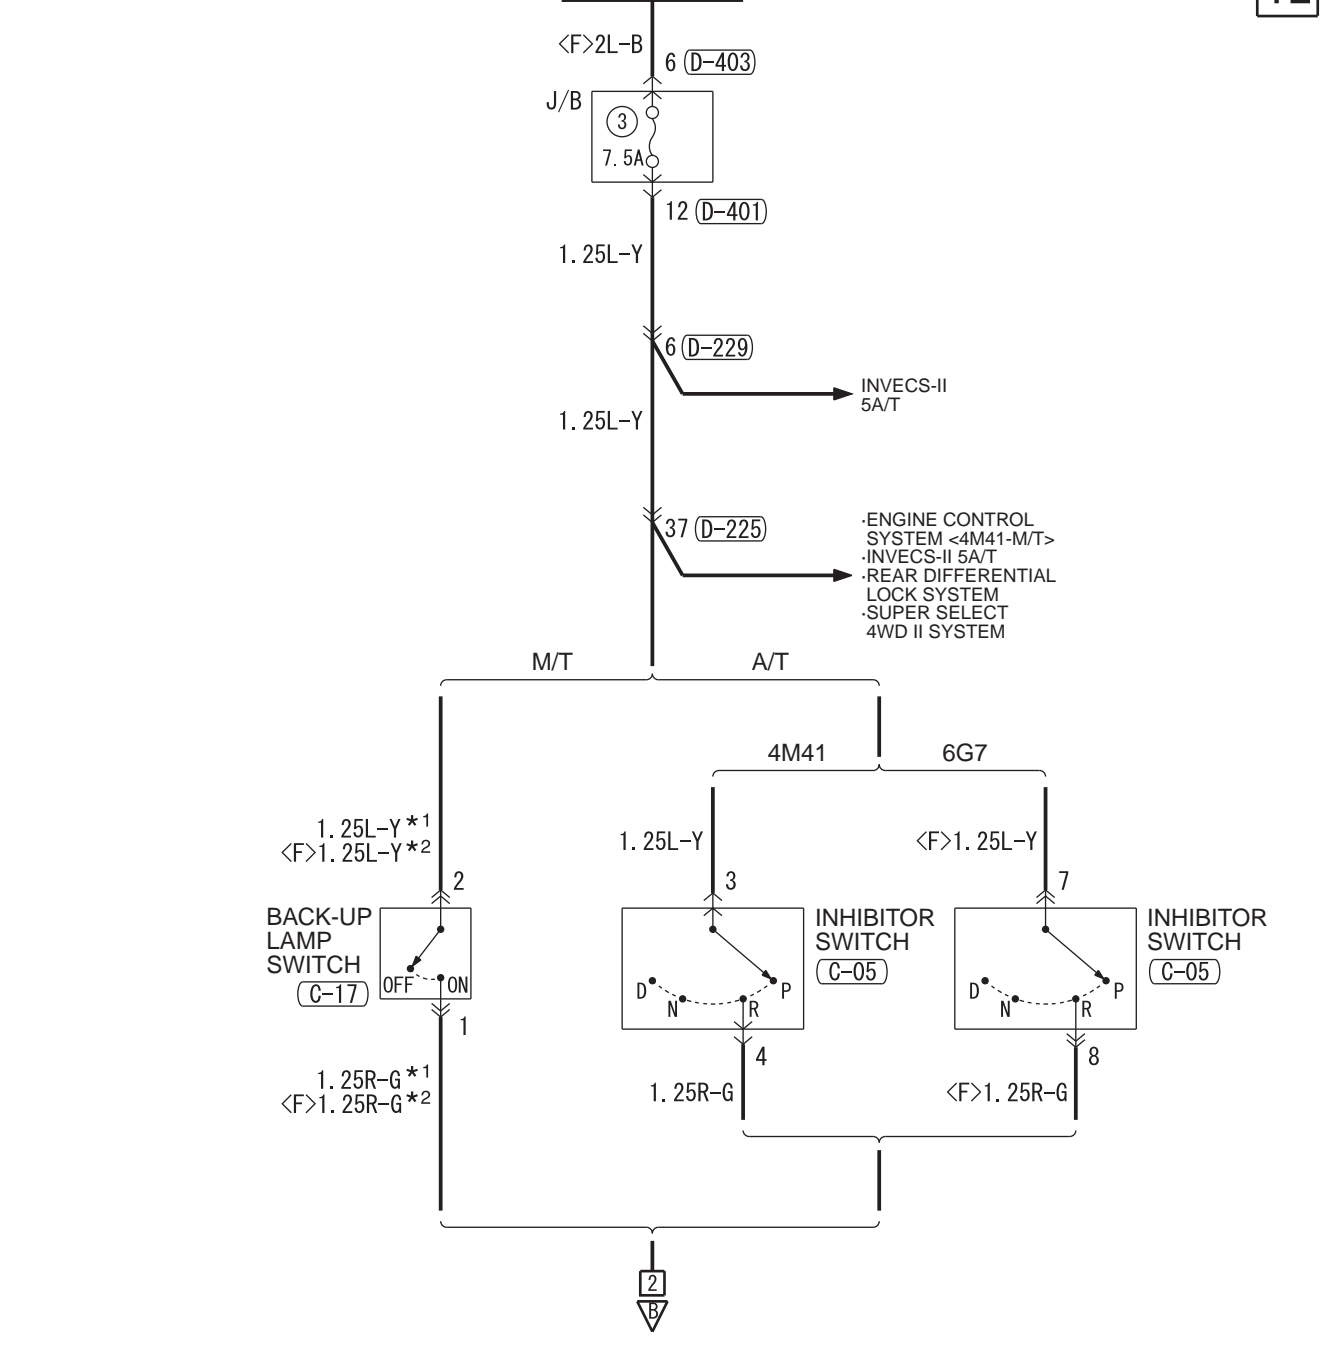 <F>2L-B
6 D-403
J/B
3
7.5A
12 D-401
1.25L-Y
6 D-229
INVECS-II
5A/T
1.25L-Y
37 D-225
·ENGINE CONTROL
SYSTEM <4M41-M/T>
·INVECS-II 5A/T
·REAR DIFFERENTIAL
LOCK SYSTEM
·SUPER SELECT
4WD II SYSTEM
M/T A/T
4M41 6G7
1.25L-Y*1
<F>1.25L-Y*2
1.25L-Y
<F>1.25L-Y
2
3
7
BACK-UP
LAMP
SWITCH
C-17
OFF ON
INHIBITOR
SWITCH
C-05
D N R P
INHIBITOR
SWITCH
C-05
D N R P
1
4
8
1.25R-G*1
<F>1.25R-G*2
1.25R-G
<F>1.25R-G
2
B